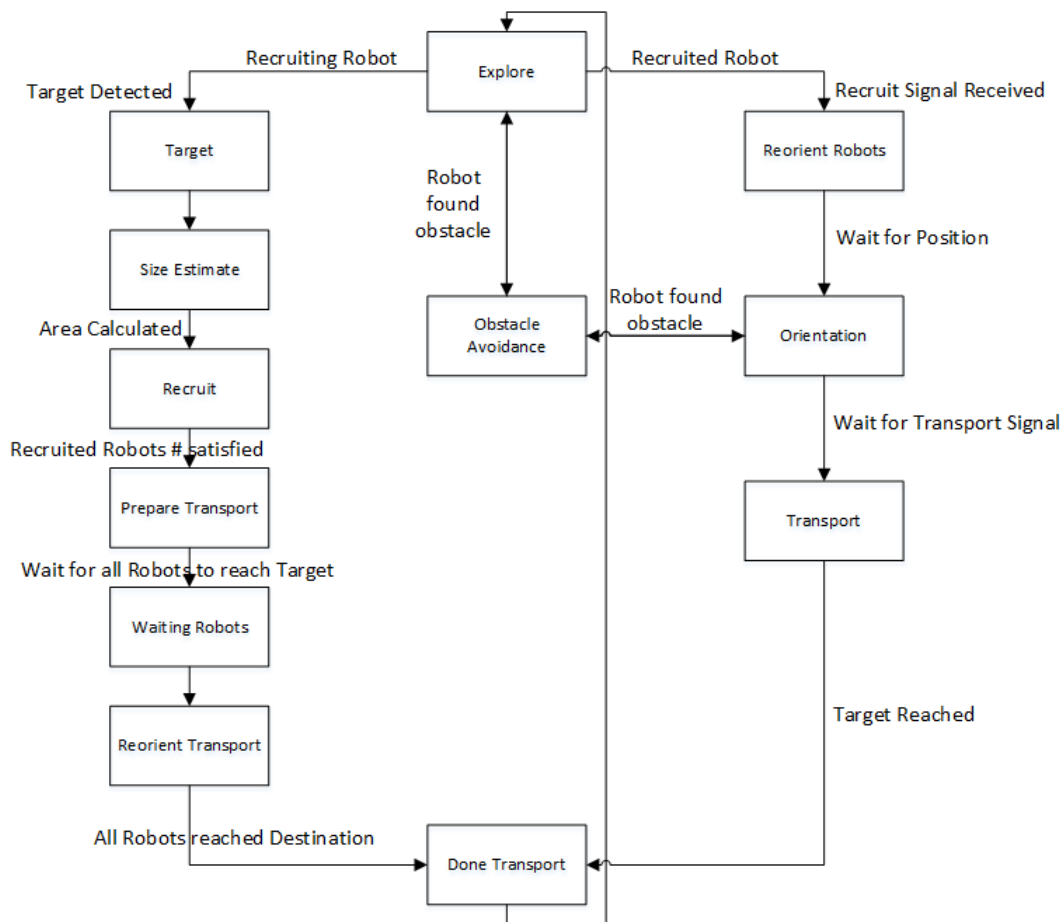 Recruiting Robot
Explore
Recruited Robot
Target Detected
Recruit Signal Received
Target
Reorient Robots
Robot
found
obstacle
Wait for Position
Size Estimate
Area Calculated
Obstacle
Avoidance
Robot found
obstacle
Orientation
Recruit
Wait for Transport Signal
Recruited Robots # satisfied
Prepare Transport
Transport
Wait for all Robots to reach Target
Waiting Robots
Target Reached
Reorient Transport
All Robots reached Destination
Done Transport